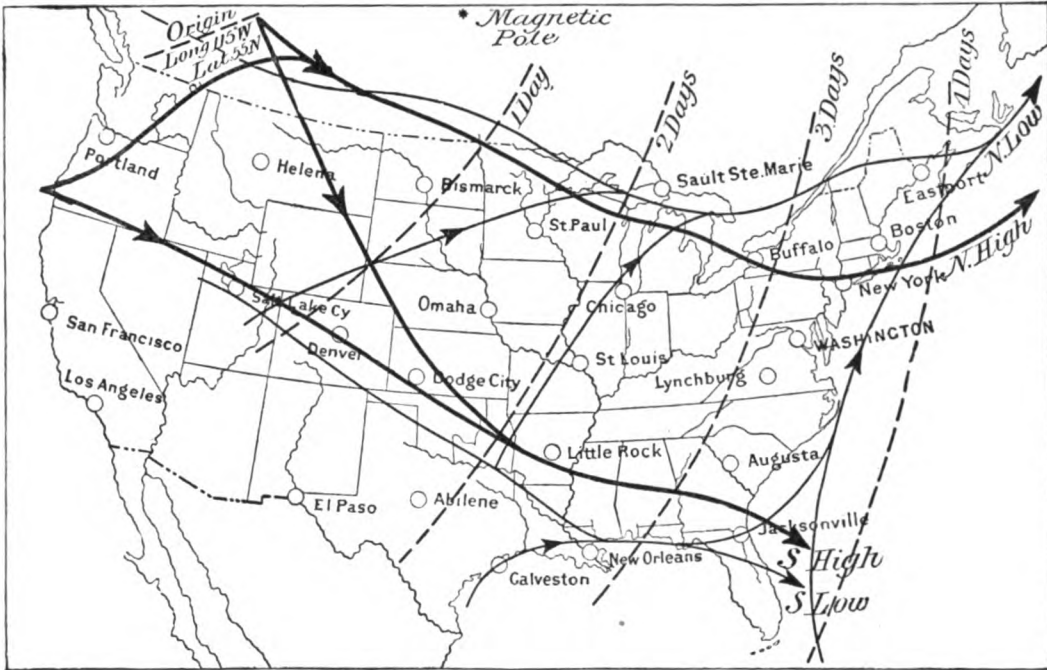 Origin
Long 115 W
Lat. 55 N
* Magnetic
Pole
1 Day,
2 Days
3 Days
4 Days
Portland
Helena
Bismarck
St. Paul
Sault Ste. Marie
Eastport
N. Low
Boston
Buffalo
New York
N. High
San Francisco
Salt Lake Cy
Denver
Omaha
Chicago
WASHINGTON
Los Angeles
Dodge City
St Louis
Lynchburg
Little Rock
Augusta
El Paso
Abilene
Galveston
New Orleans
Jacksonville
S High
S Low